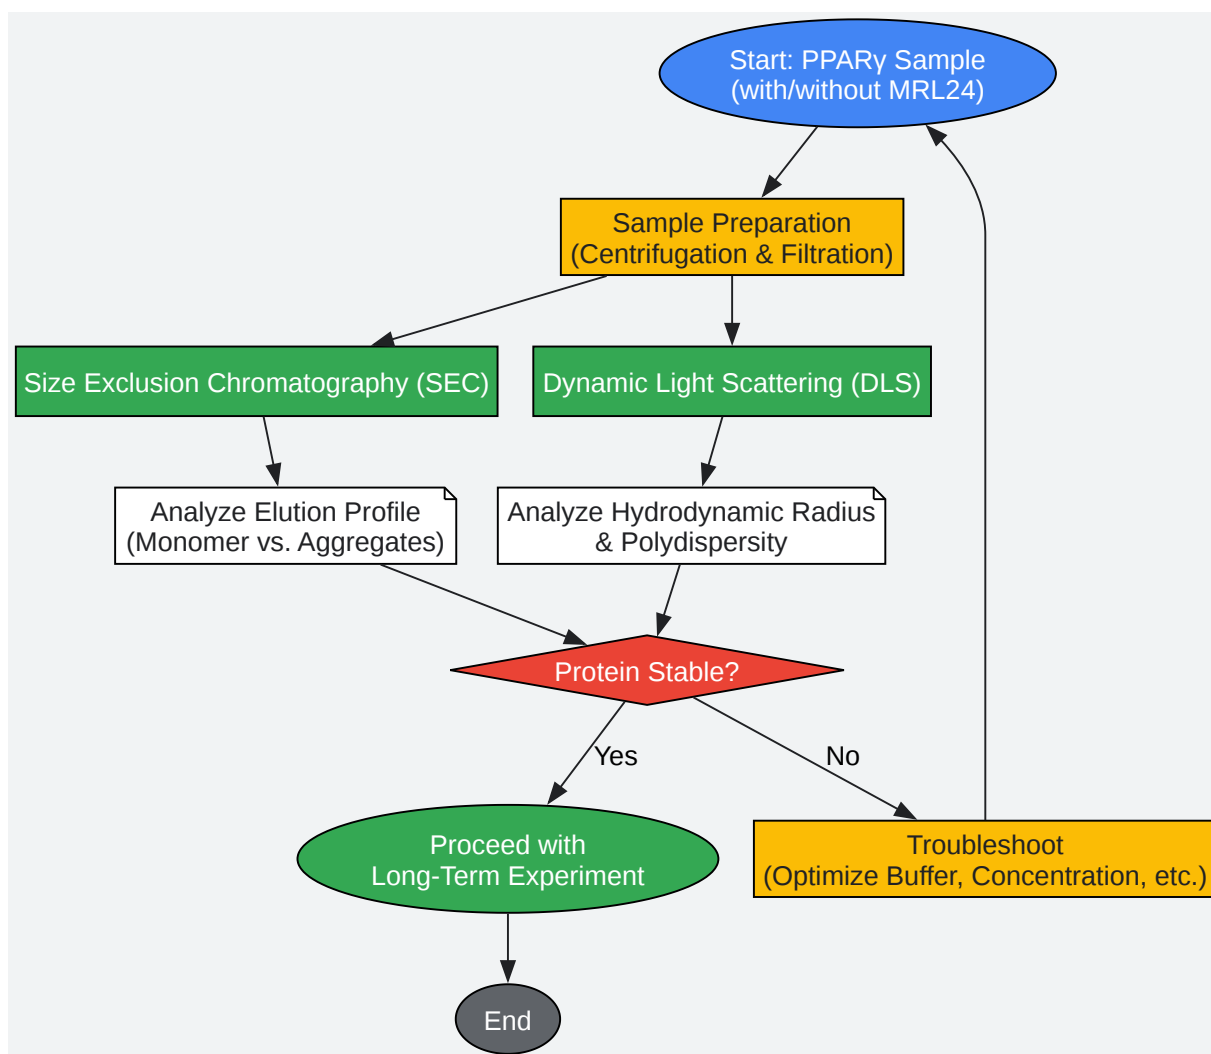 Start: PPARγ Sample
(with/without MRL24)
Sample Preparation
(Centrifugation & Filtration)
Size Exclusion Chromatography (SEC)
Dynamic Light Scattering (DLS)
Analyze Elution Profile
(Monomer vs. Aggregates)
Analyze Hydrodynamic Radius
& Polydispersity
Protein Stable?
Yes
No
Proceed with
Long-Term Experiment
Troubleshoot
(Optimize Buffer, Concentration, etc.)
End